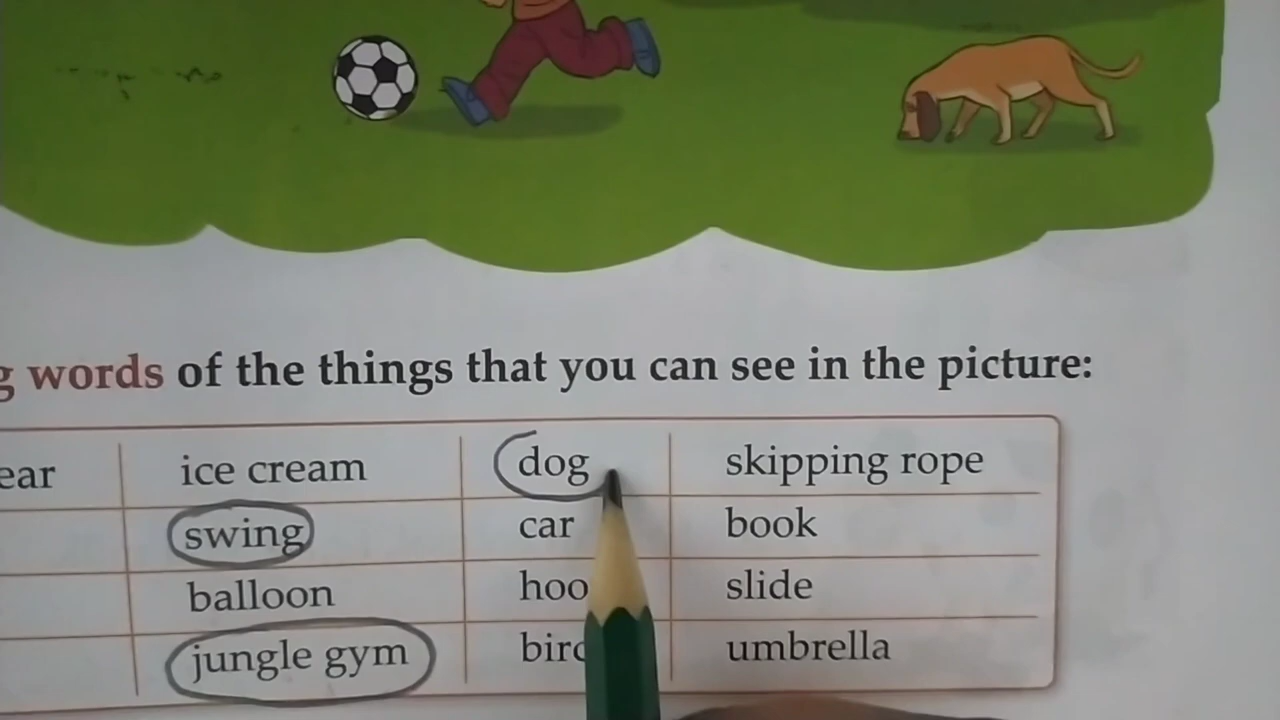 words of the things that you can see in the picture:
ice cream dog skipping rope
swing car book
balloon slide
jungle gym umbrella